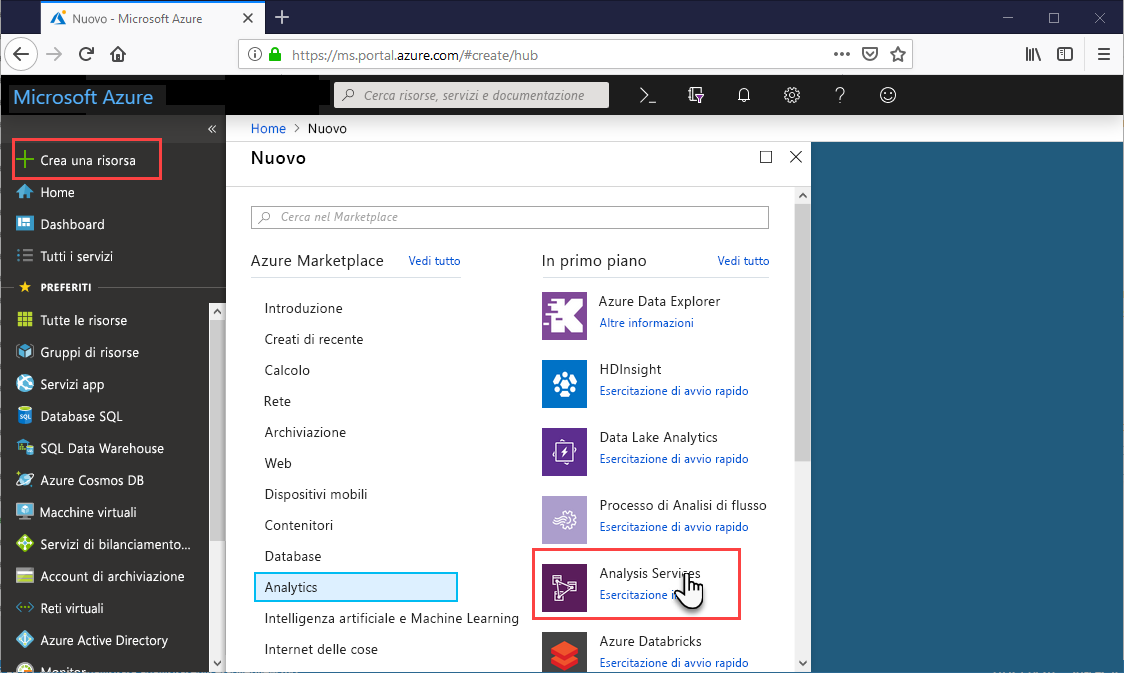 Nuovo - Microsoft Azure
https://ms.portal.azure.com/#create/hub
Microsoft Azure
Cerca risorse, servizi e documentazione
Home > Nuovo
Crea una risorsa
Home
Dashboard
Tutti i servizi
PREFERITI
Tutte le risorse
Gruppi di risorse
Servizi app
Database SQL
SQL Data Warehouse
Azure Cosmos DB
Macchine virtuali
Servizi di bilanciamento...
Account di archiviazione
Reti virtuali
Azure Active Directory
Monitor
Nuovo
Cerca nel Marketplace
Azure Marketplace
Vedi tutto
Introduzione
Creati di recente
Calcolo
Rete
Archiviazione
Web
Dispositivi mobili
Contenitori
Database
Analytics
Intelligenza artificiale e Machine Learning
Internet delle cose
In primo piano
Vedi tutto
Azure Data Explorer
Altre informazioni
HDInsight
Esercitazione di avvio rapido
Data Lake Analytics
Esercitazione di avvio rapido
Processo di Analisi di flusso
Esercitazione di avvio rapido
Analysis Services
Esercitazione
Azure Databricks
Esercitazione di avvio rapido